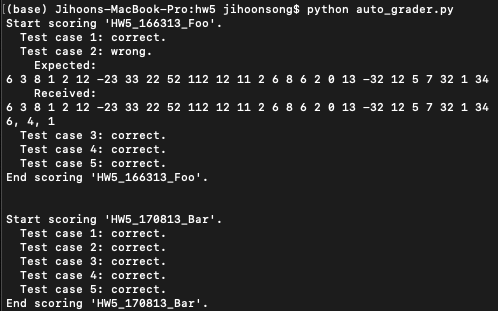 (base) Jihoons-MacBook-Pro:hw5 jihoonsong$ python auto_grader.py
Start scoring 'HW5_166313_Foo'.
  Test case 1: correct.
  Test case 2: wrong.
    Expected:
6 3 8 1 2 12 -23 33 22 52 112 12 11 2 6 8 6 2 0 13 -32 12 5 7 32 1 34
    Received:
6 3 8 1 2 12 -23 33 22 52 112 12 11 2 6 8 6 2 0 13 -32 12 5 7 32 1 34
6, 4, 1
  Test case 3: correct.
  Test case 4: correct.
  Test case 5: correct.
End scoring 'HW5_166313_Foo'.
Start scoring 'HW5_170813_Bar'.
  Test case 1: correct.
  Test case 2: correct.
  Test case 3: correct.
  Test case 4: correct.
  Test case 5: correct.
End scoring 'HW5_170813_Bar'.